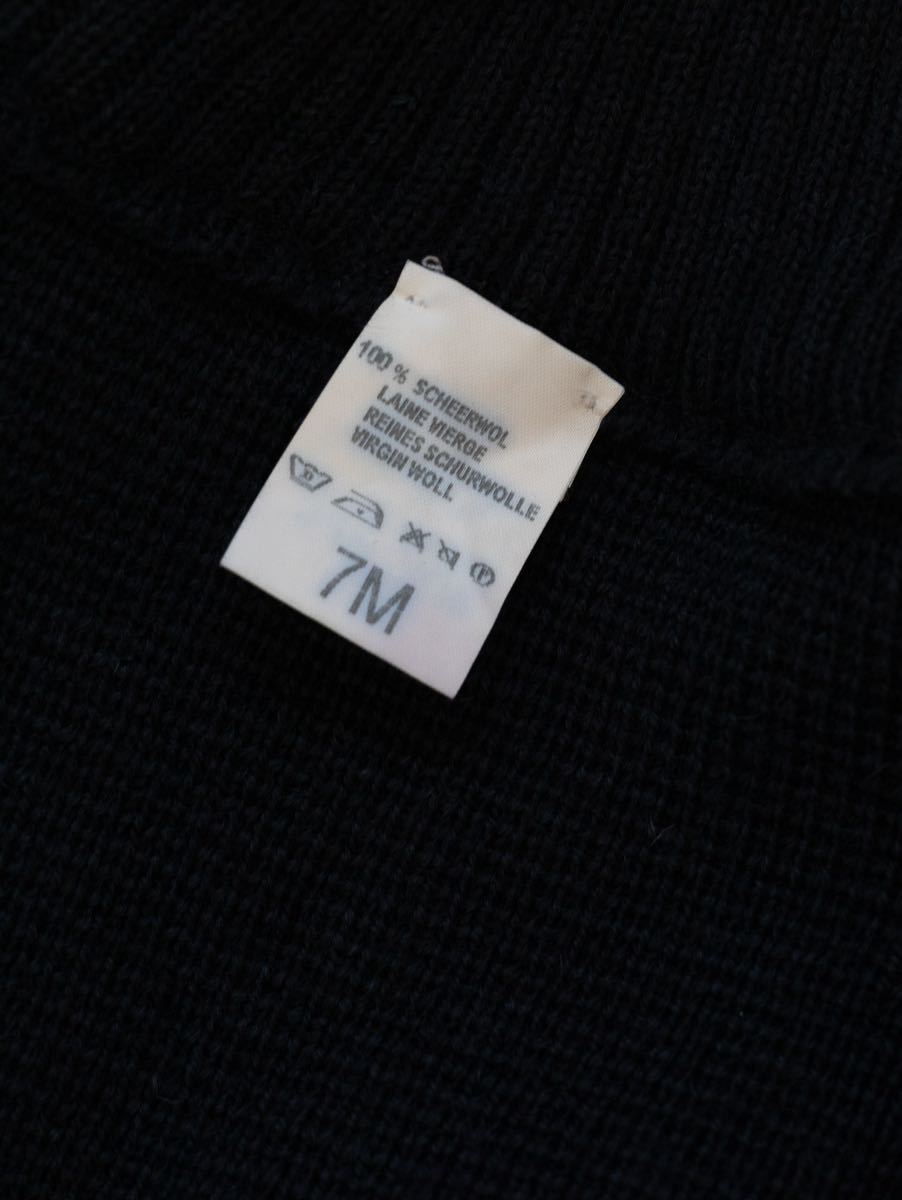 100 % SCHEERWOL
LAINE VIERGE
REINES SCHURWOLLE
VIRGIN WOLL
P
7M